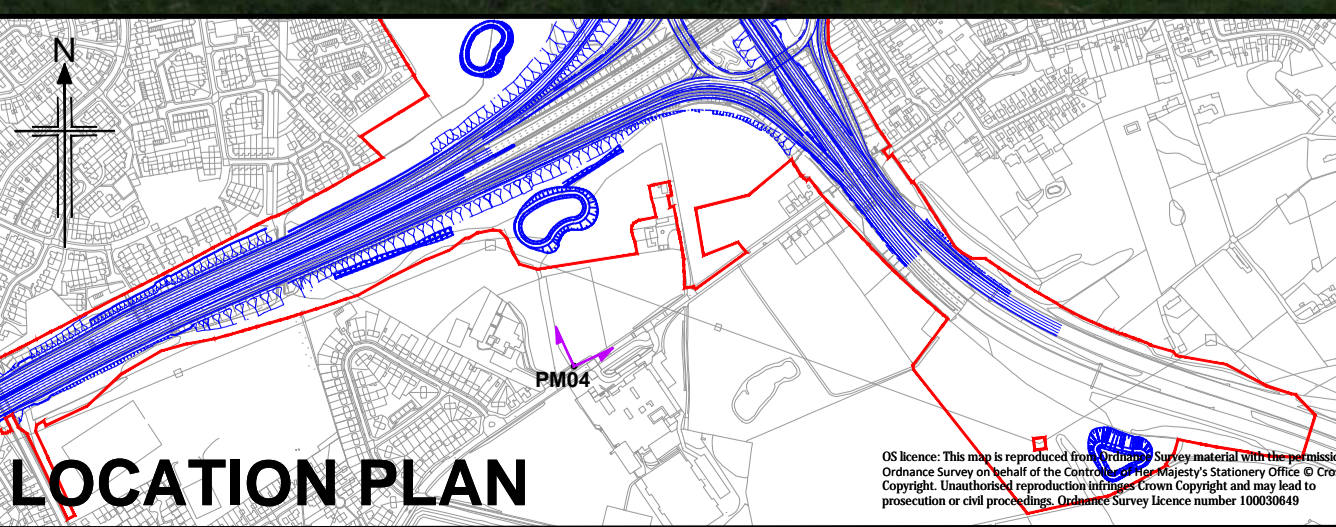 N
PM04
LOCATION PLAN
OS licence: This map is reproduced from Ordnance Survey material with the permissio
Ordnance Survey on behalf of the Controller of Her Majesty's Stationery Office © Cro
Copyright. Unauthorised reproduction infringes Crown Copyright and may lead to
prosecution or civil proceedings. Ordnance Survey Licence number 100030649